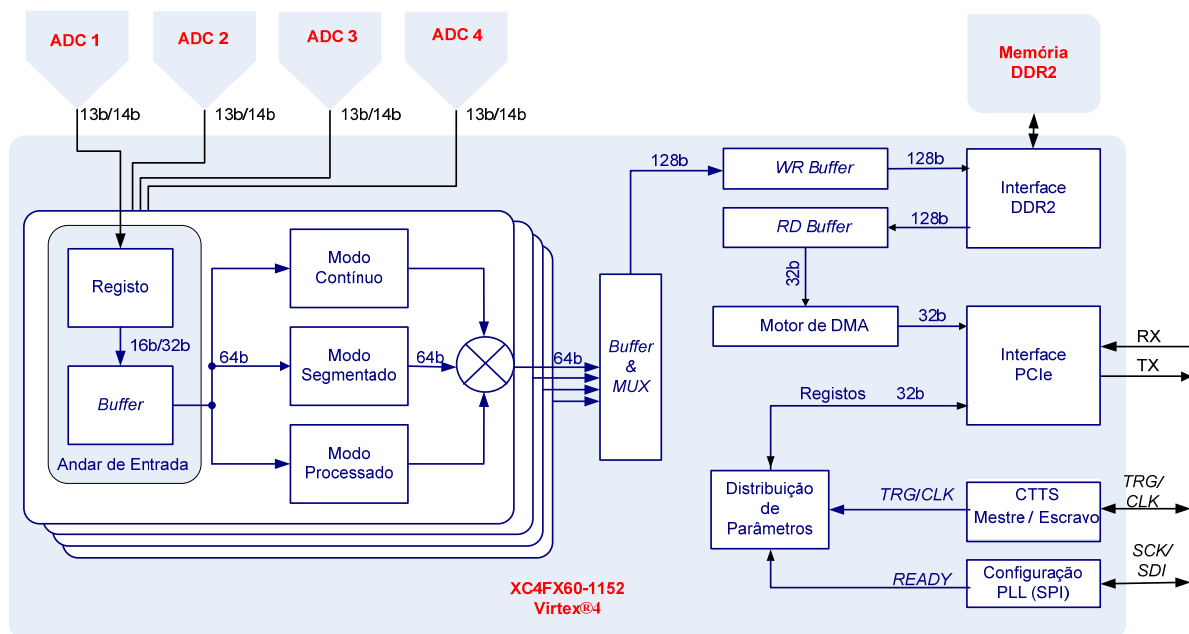 ADC 1
ADC 2
ADC 3
ADC 4
Memória
DDR2
13b/14b
13b/14b
13b/14b
13b/14b
128b
WR Buffer
128b
Interface
DDR2
RD Buffer
128b
32b
Motor de DMA
32b
Interface
PCIe
RX
TX
Registo
16b/32b
Buffer
Andar de Entrada
64b
Modo
Contínuo
Modo
Segmentado
Modo
Processado
64b
64b
Buffer
&
MUX
Registos
32b
Distribuição
de
Parâmetros
TRG/CLK
CTTS
Mestre / Escravo
TRG/
CLK
READY
Configuração
PLL (SPI)
SCK/
SDI
XC4FX60-1152
Virtex®4